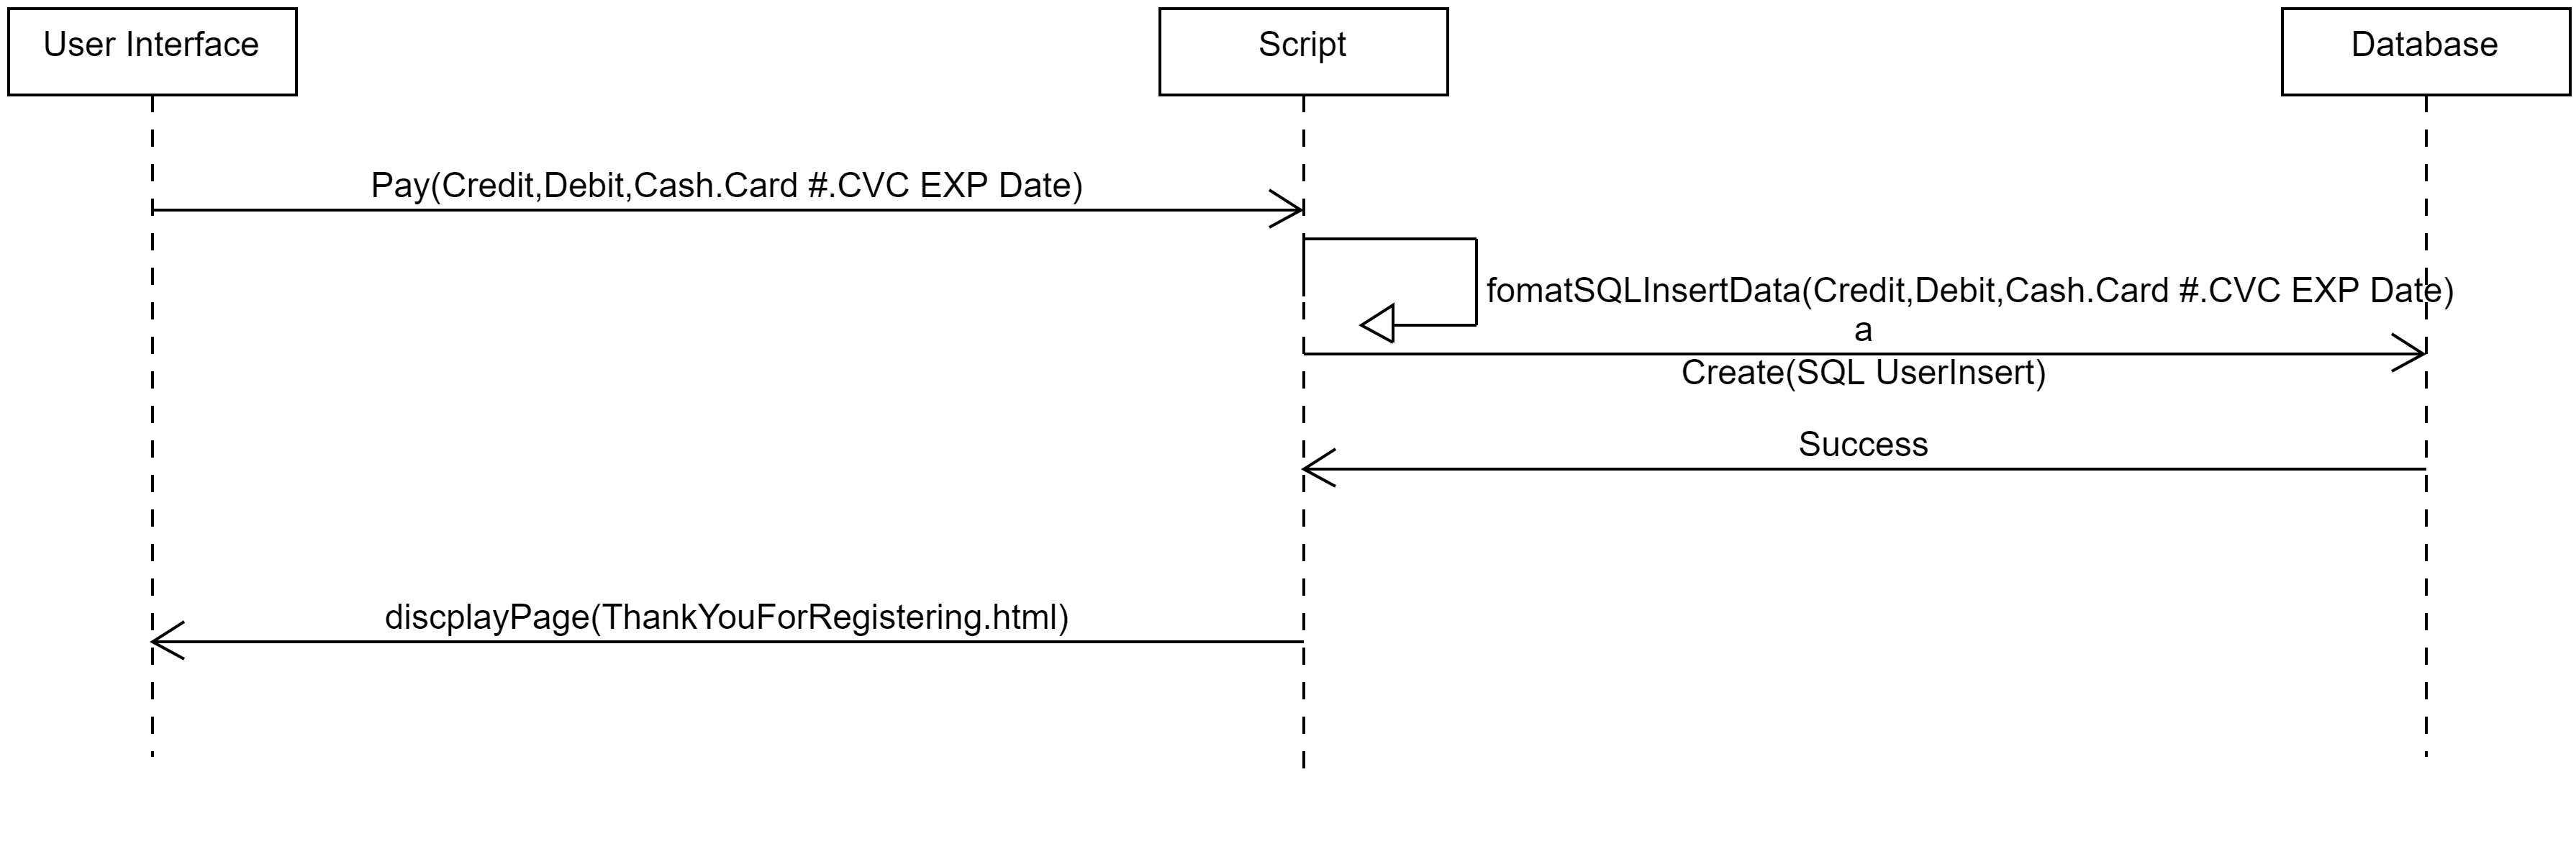 User Interface
Script
Database
Pay(Credit,Debit,Cash.Card #.CVC EXP Date)
fomatSQLInsertData(Credit,Debit,Cash.Card #.CVC EXP Date)
a
Create(SQL UserInsert)
Success
discplayPage(ThankYouForRegistering.html)